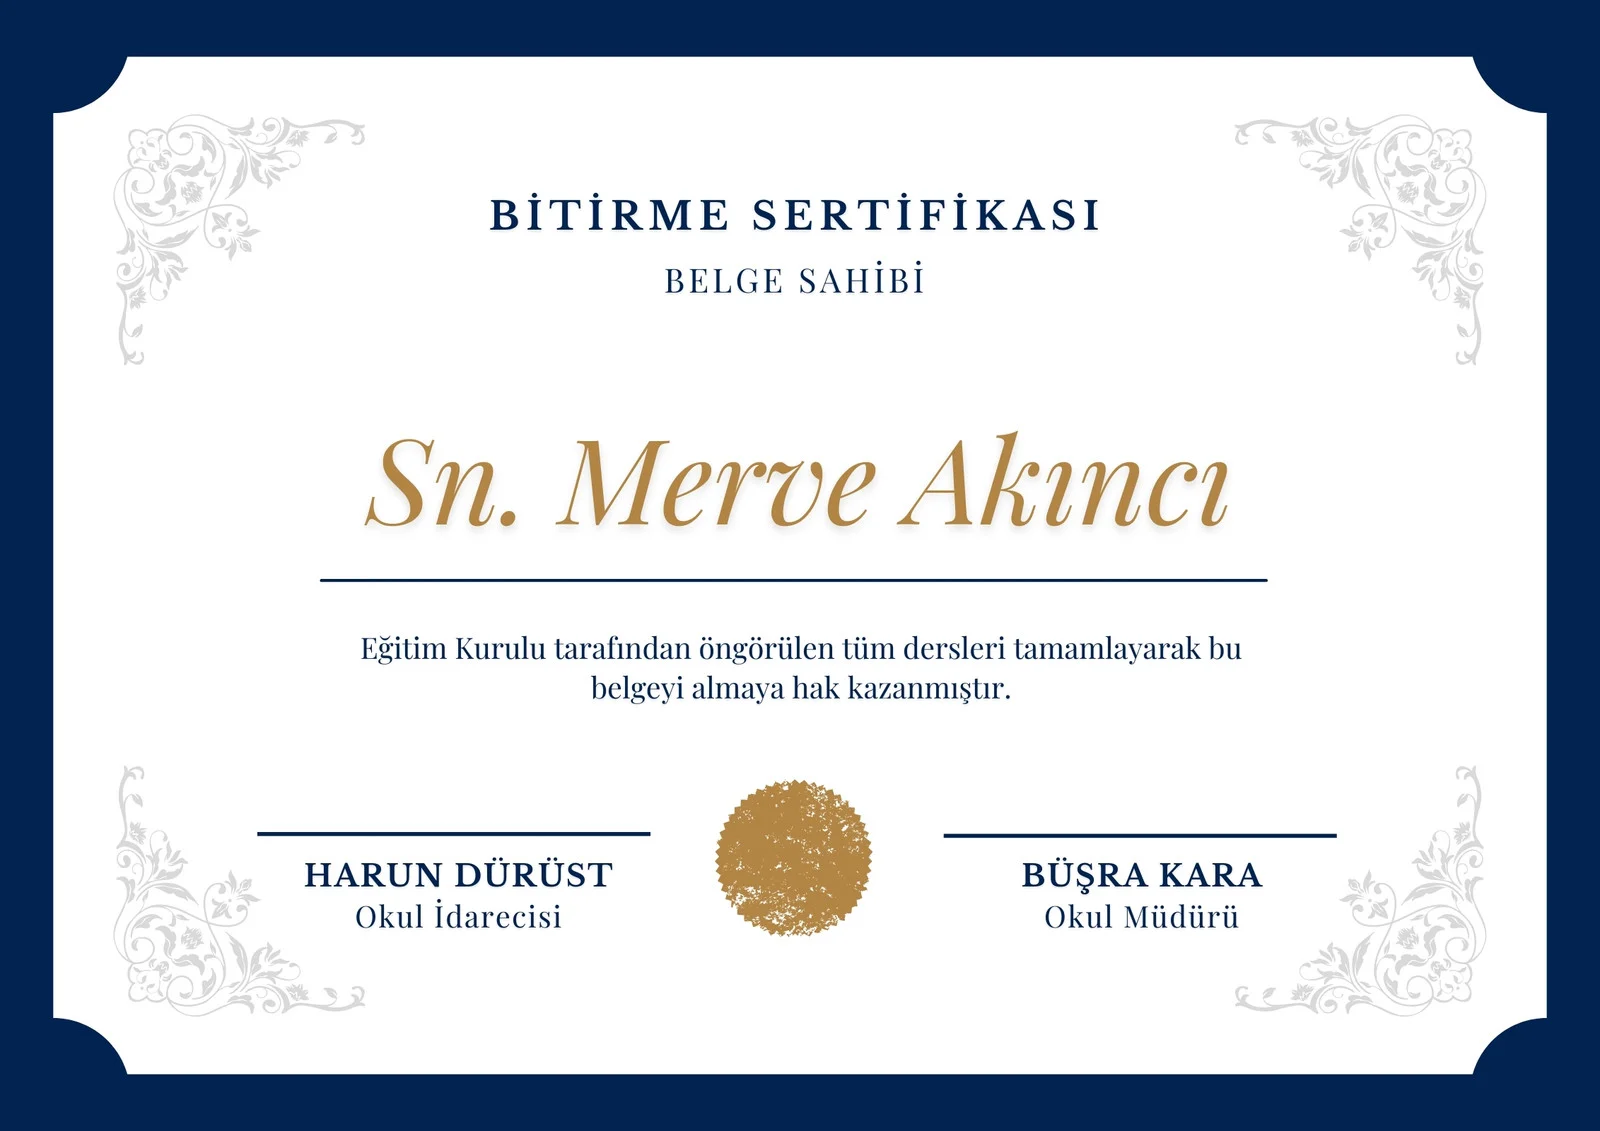 BİTİRME SERTİFİKASI
BELGE SAHİBİ
Sn. Merve Akıncı
Eğitim Kurulu tarafından öngörülen tüm dersleri tamamlayarak bu
belgeyi almaya hak kazanmıştır.
HARUN DÜRÜST
Okul İdarecisi
BÜŞRA KARA
Okul Müdürü